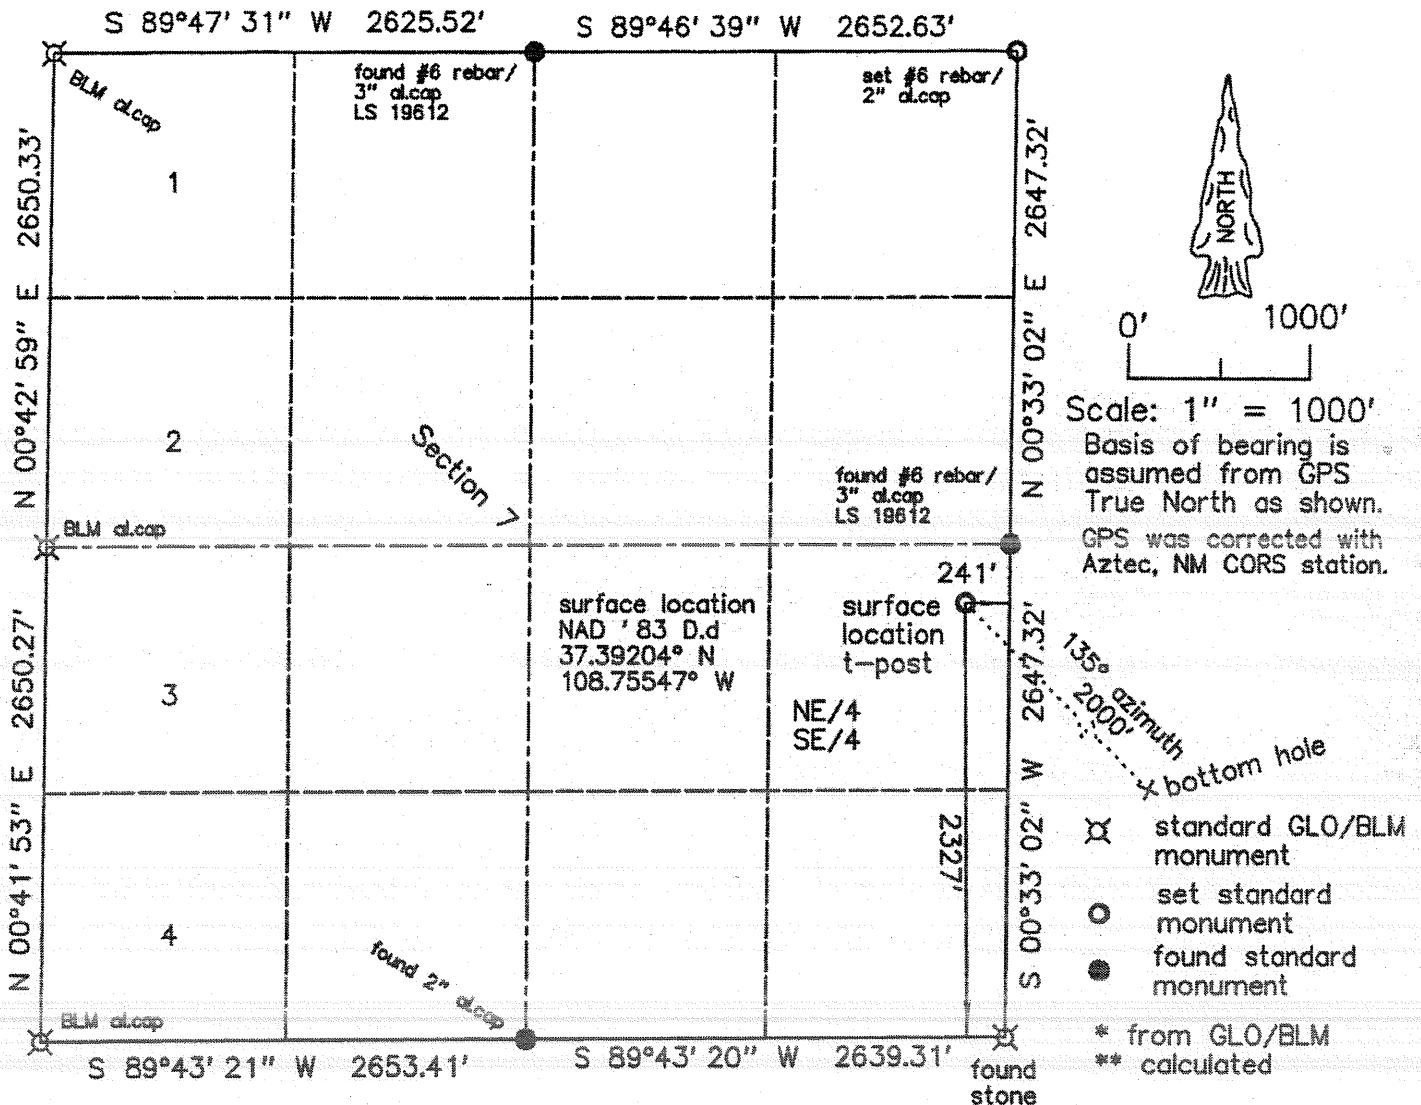 S 89°47'31" W 2625.52'
S 89°46'39" W 2652.63'
BLM al.cap
found #6 rebar/
3" al.cap
LS 19612
set #6 rebar/
2" al.cap
N 00°42'59" E 2650.33'
N 00°33'02" E 2647.32'
1
NORTH
0' 1000'
Scale: 1" = 1000'
Basis of bearing is
assumed from GPS
True North as shown.
GPS was corrected with
Aztec, NM CORS station.
2
Section 7
found #6 rebar/
3" al.cap
LS 19612
BLM al.cap
241'
surface location
NAD '83 D.d
37.39204° N
108.75547° W
surface
location
t-post
3
NE/4
SE/4
N 00°41'53" E 2650.27'
S 00°33'02" W 2647.32'
135° azimuth
2000'
bottom hole
2327'
standard GLO/BLM
monument
set standard
monument
found standard
monument
* from GLO/BLM
** calculated
4
found 2" al.cap
BLM al.cap
S 89°43'21" W 2653.41'
S 89°43'20" W 2639.31'
found
stone